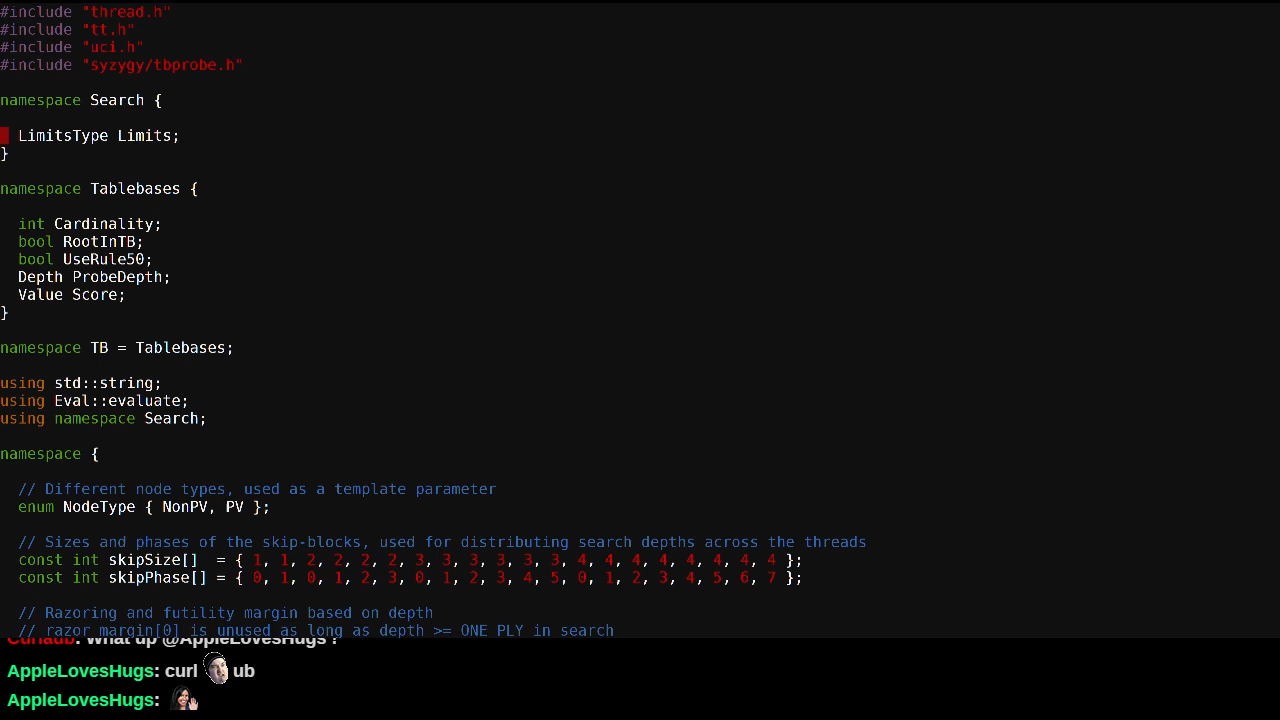 #include "thread.h"
#include "tt.h"
#include "uci.h"
#include "syzygy/tbprobe.h"
namespace Search {
  LimitsType Limits;
}
namespace Tablebases {
  int Cardinality;
  bool RootInTB;
  bool UseRule50;
  Depth ProbeDepth;
  Value Score;
}
namespace TB = Tablebases;
using std::string;
using Eval::evaluate;
using namespace Search;
namespace {
  // Different node types, used as a template parameter
  enum NodeType { NonPV, PV };
  // Sizes and phases of the skip-blocks, used for distributing search depths across the threads
  const int skipSize[]  = { 1, 1, 2, 2, 2, 2, 3, 3, 3, 3, 3, 3, 4, 4, 4, 4, 4, 4, 4, 4 };
  const int skipPhase[] = { 0, 1, 0, 1, 2, 3, 0, 1, 2, 3, 4, 5, 0, 1, 2, 3, 4, 5, 6, 7 };
  // Razoring and futility margin based on depth
  // razor_margin[0] is unused as long as depth >= ONE_PLY in search
Curlaub: What up @AppleLovesHugs ?
AppleLovesHugs: curl ub
AppleLovesHugs: